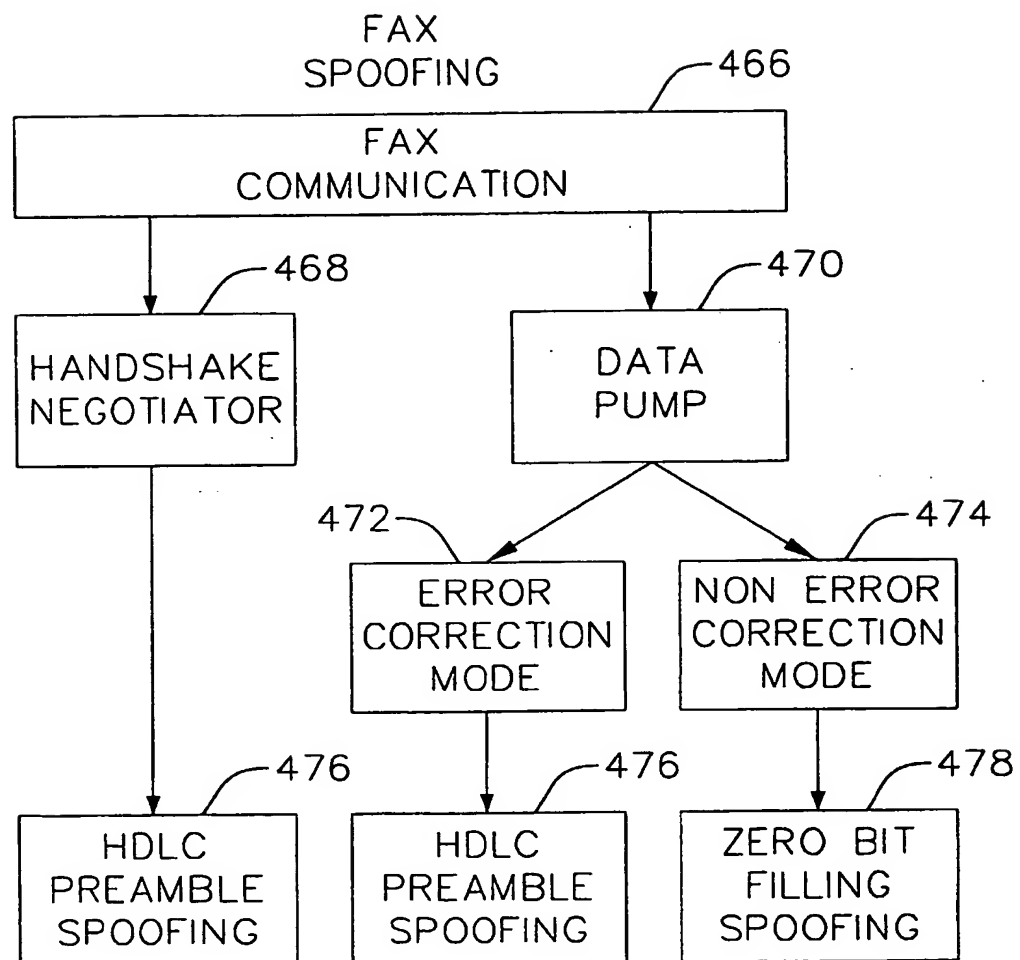 FAX
SPOOFING
466
FAX
COMMUNICATION
468
470
HANDSHAKE
NEGOTIATOR
DATA
PUMP
472
474
ERROR
CORRECTION
MODE
NON ERROR
CORRECTION
MODE
476
476
478
HDLC
PREAMBLE
SPOOFING
HDLC
PREAMBLE
SPOOFING
ZERO BIT
FILLING
SPOOFING